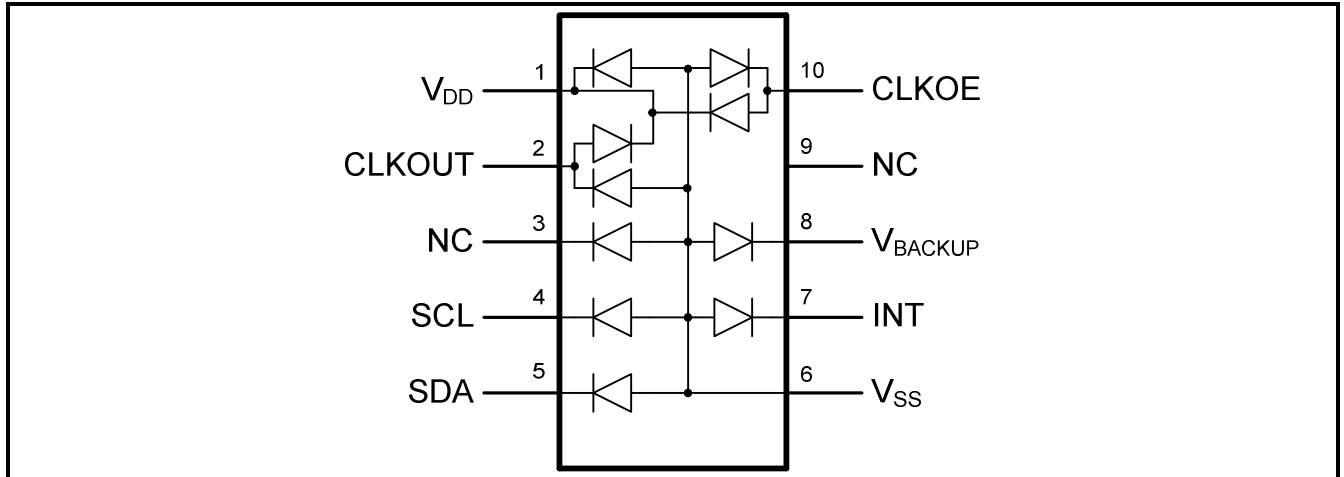 1 10
VDD CLKOE
2 9
CLKOUT NC
3 8
NC VBACKUP
4 7
SCL INT
5 6
SDA VSS